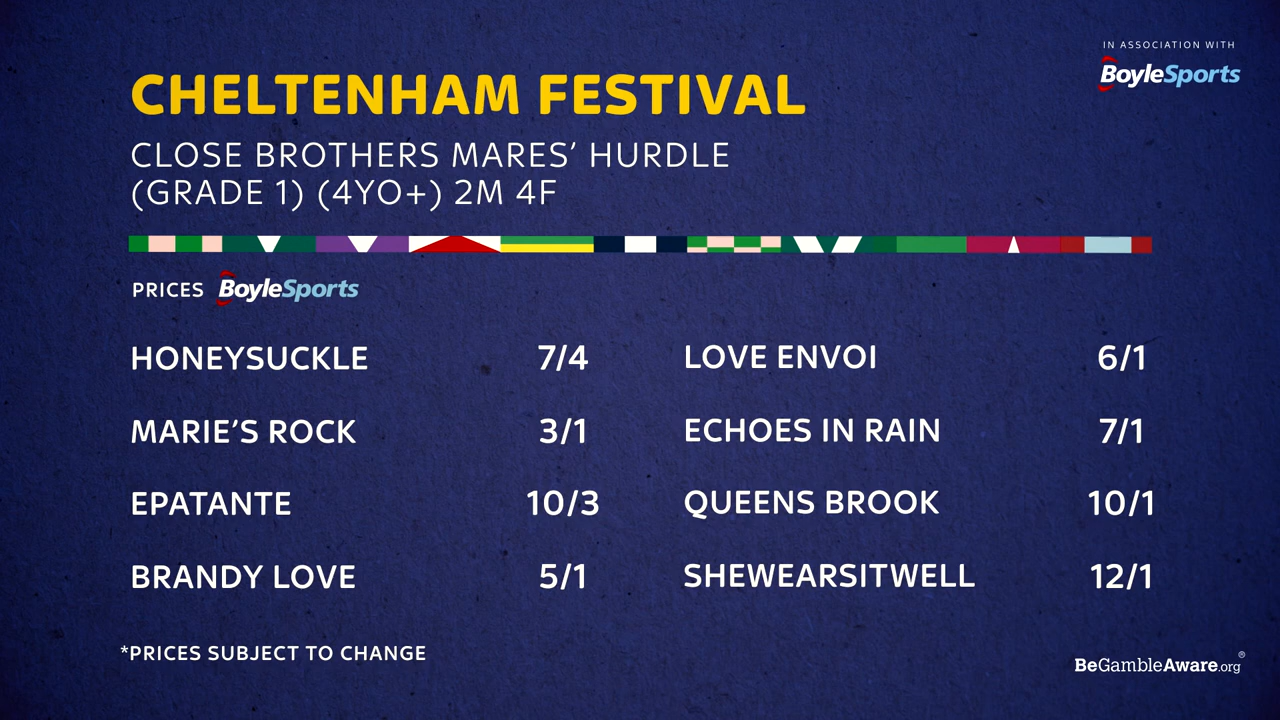 IN ASSOCIATION WITH
BoyleSports
CHELTENHAM FESTIVAL
CLOSE BROTHERS MARES’ HURDLE
(GRADE 1) (4YO+) 2M 4F
PRICES BoyleSports
HONEYSUCKLE 7/4 LOVE ENVOI 6/1
MARIE’S ROCK 3/1 ECHOES IN RAIN 7/1
EPATANTE 10/3 QUEENS BROOK 10/1
BRANDY LOVE 5/1 SHEWEARSITWELL 12/1
*PRICES SUBJECT TO CHANGE
BeGambleAware.org®